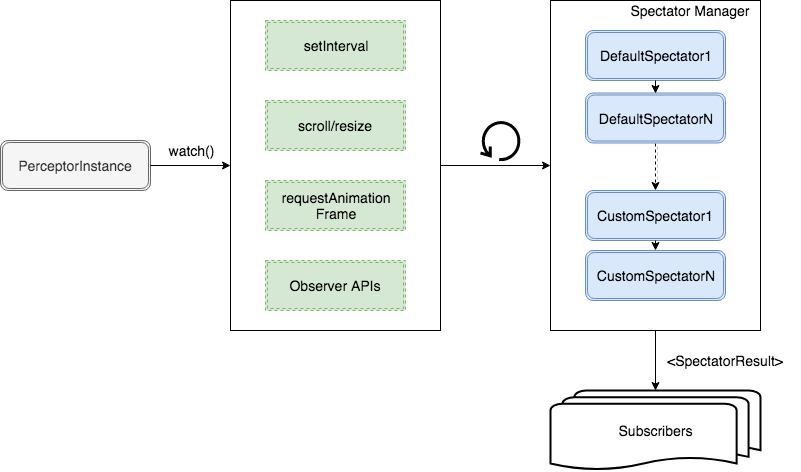 PerceptorInstance
watch()
setInterval
scroll/resize
requestAnimation
Frame
Observer APIs
Spectator Manager
DefaultSpectator1
DefaultSpectatorN
CustomSpectator1
CustomSpectatorN
<SpectatorResult>
Subscribers